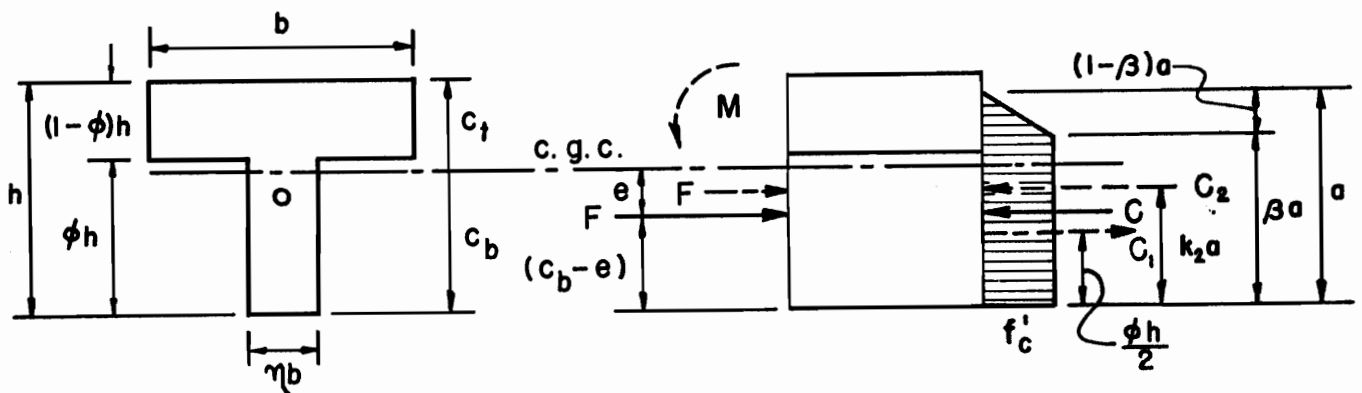 b
(1-ϕ)h
h
ϕh
c_t
c_b
O
ηb
c. g. c.
M
e
F
F
(c_b-e)
(1-β)a
C_2
C
C_1
k_2a
βa
a
f'_c
ϕh/2